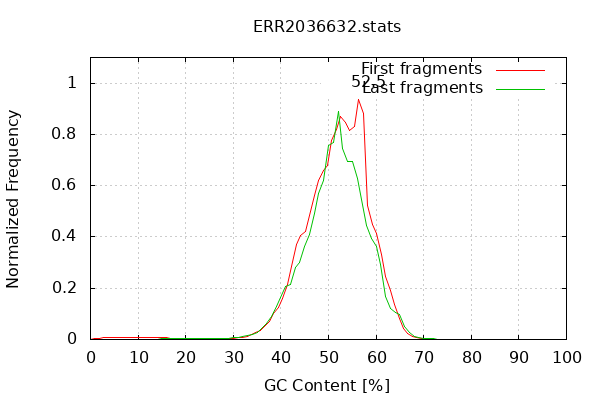 ERR2036632.stats
First fragments
52.5
Last fragments
Normalized Frequency
1
0.8
0.6
0.4
0.2
0
0 10 20 30 40 50 60 70 80 90 100
GC Content [%]